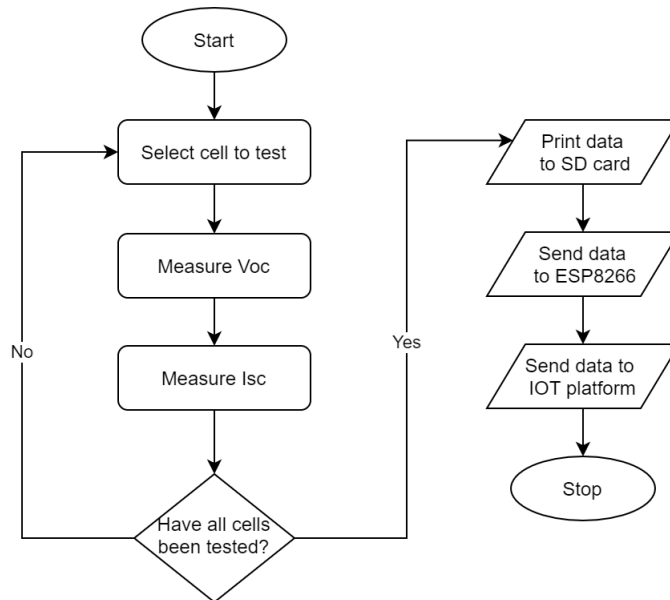 Start
Select cell to test
Measure Voc
Measure Isc
Have all cells
been tested?
No
Yes
Print data
to SD card
Send data
to ESP8266
Send data to
IOT platform
Stop